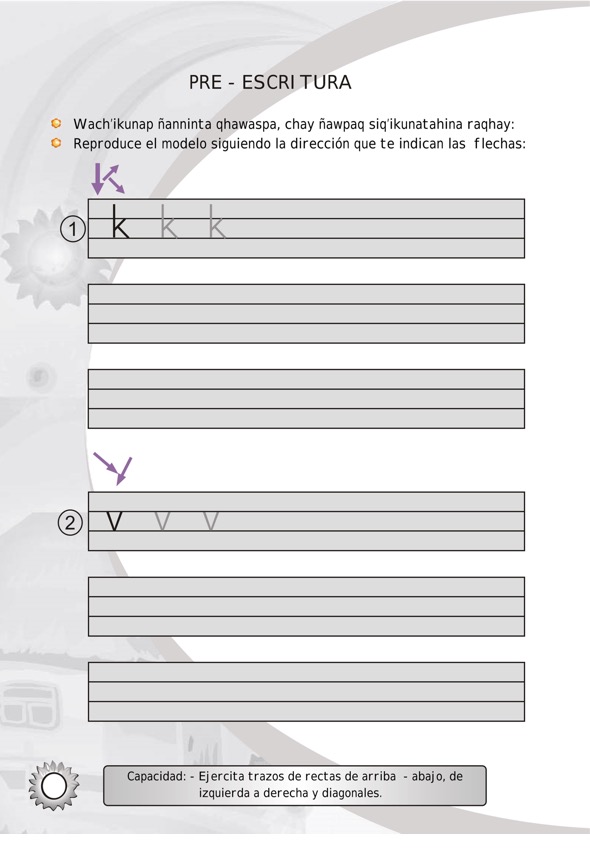 PRE - ESCRITURA
Wach'ikunap ñanninta qhawaspa, chay ñawpaq siq'ikunatahina raqhay:
Reproduce el modelo siguiendo la dirección que te indican las flechas:
1 k k k
2 v v v
Capacidad: - Ejercita trazos de rectas de arriba - abajo, de
izquierda a derecha y diagonales.